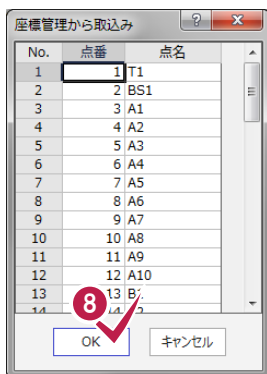 座標管理から取込み
No. 点番 点名
1 1 T1
2 2 BS1
3 3 A1
4 4 A2
5 5 A3
6 6 A4
7 7 A5
8 8 A6
9 9 A7
10 10 A8
11 11 A9
12 12 A10
13 13
8
OK キャンセル